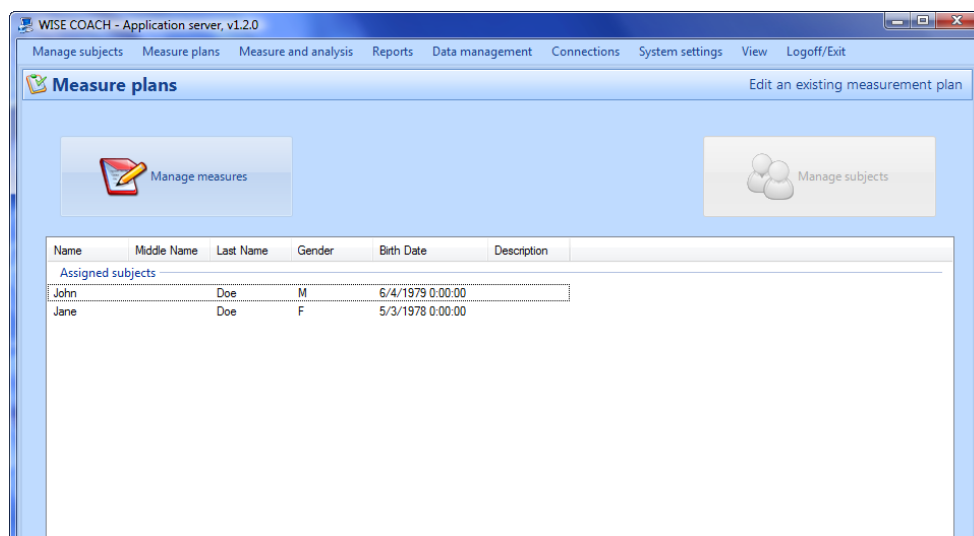 WISE COACH - Application server, v1.2.0
Manage subjects Measure plans Measure and analysis Reports Data management Connections System settings View Logoff/Exit
Measure plans Edit an existing measurement plan
Manage measures Manage subjects
Name Middle Name Last Name Gender Birth Date Description
Assigned subjects
John Doe M 6/4/1979 0:00:00
Jane Doe F 5/3/1978 0:00:00